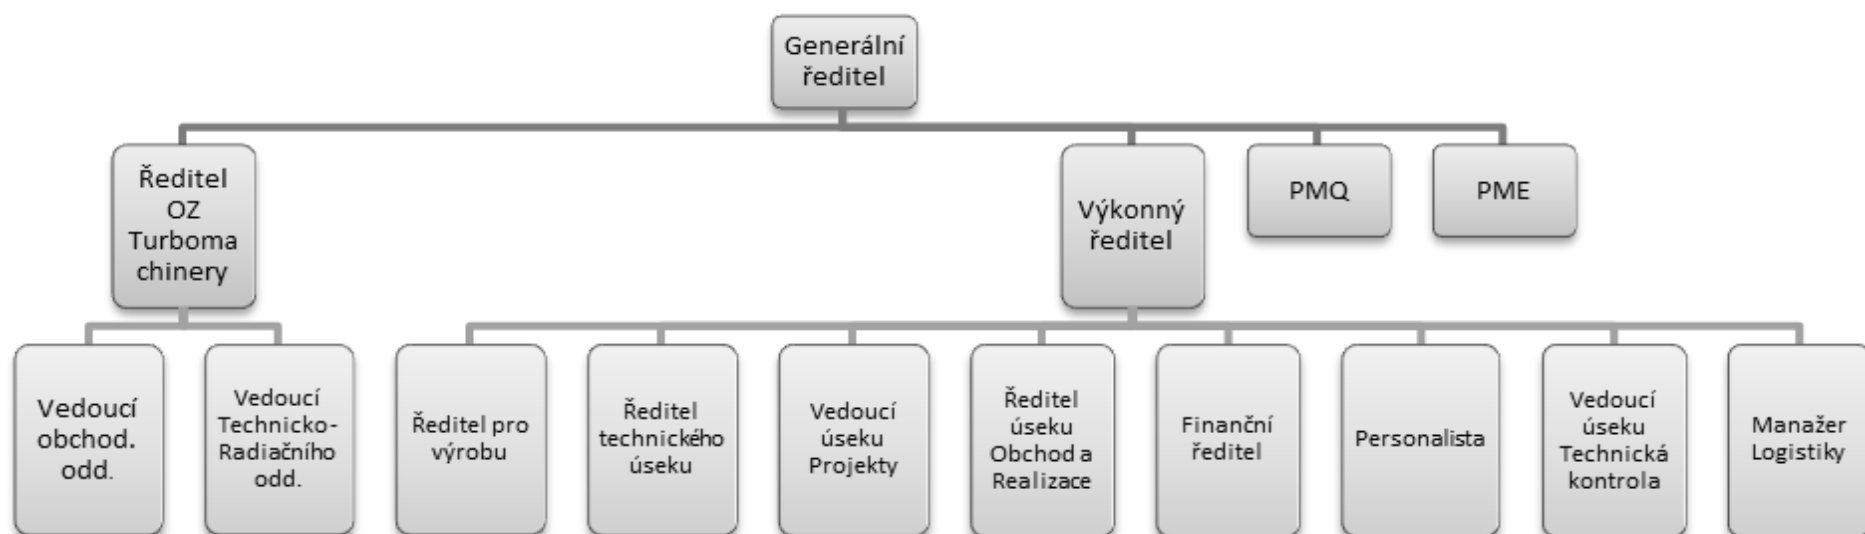 Generální
ředitel
Ředitel
OZ
Turboma
chinery
Výkonný
ředitel
PMQ
PME
Vedoucí
obchod.
odd.
Vedoucí
Technicko-
Radiačního
odd.
Ředitel pro
výrobu
Ředitel
technického
úseku
Vedoucí
úseku
Projekty
Ředitel
úseku
Obchod a
Realizace
Finanční
ředitel
Personalista
Vedoucí
úseku
Technická
kontrola
Manažer
Logistiky